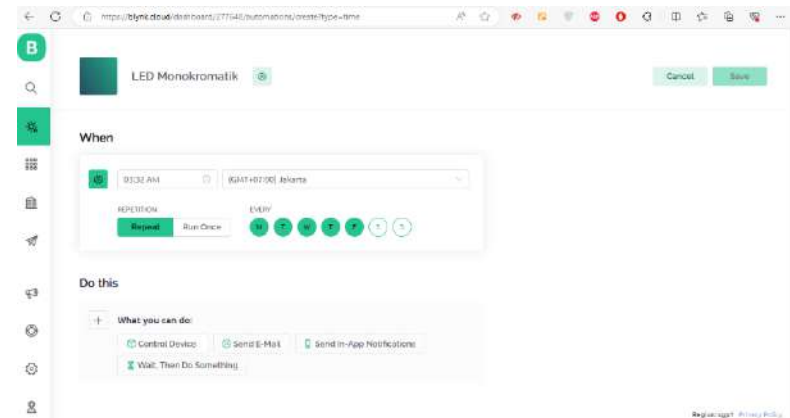 https://blynk.cloud/dashboard/277648/automations/create?type=time
B
LED Monokromatik
Cancel
Save
When
03:32 AM
(GMT+07:00) Jakarta
REPETITION
EVERY
Repeat
Run Once
M T W T F S S
Do this
What you can do:
Control Device
Send E-Mail
Send In-App Notifications
Wait, Then Do Something
Privacy Policy